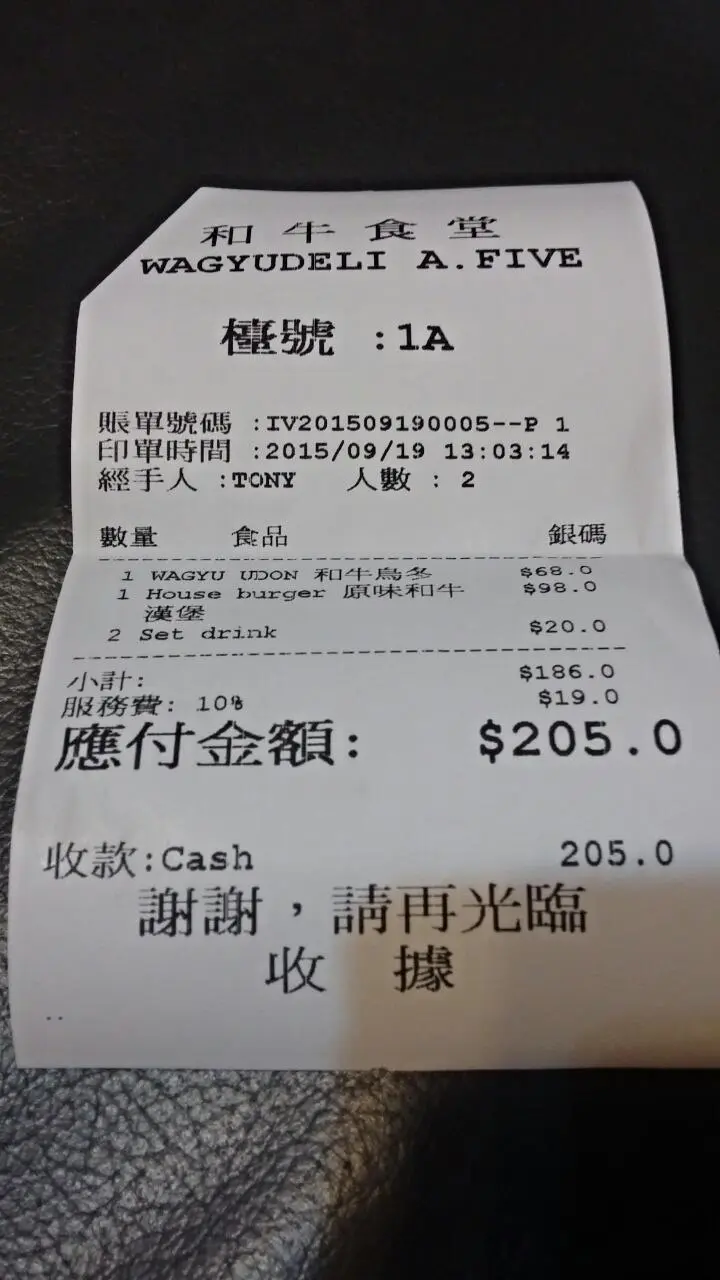 和牛食堂
WAGYUDELI A.FIVE
檯號 :1A
賬單號碼 :IV201509190005--P 1
印單時間 :2015/09/19 13:03:14
經手人 :TONY 人數 : 2
數量 食品 銀碼
1 WAGYU UDON 和牛烏冬 $68.0
1 House burger 原味和牛 $98.0
漢堡
2 Set drink $20.0
小計: $186.0
服務費: 10% $19.0
應付金額: $205.0
收款:Cash 205.0
謝謝，請再光臨
收 據
..